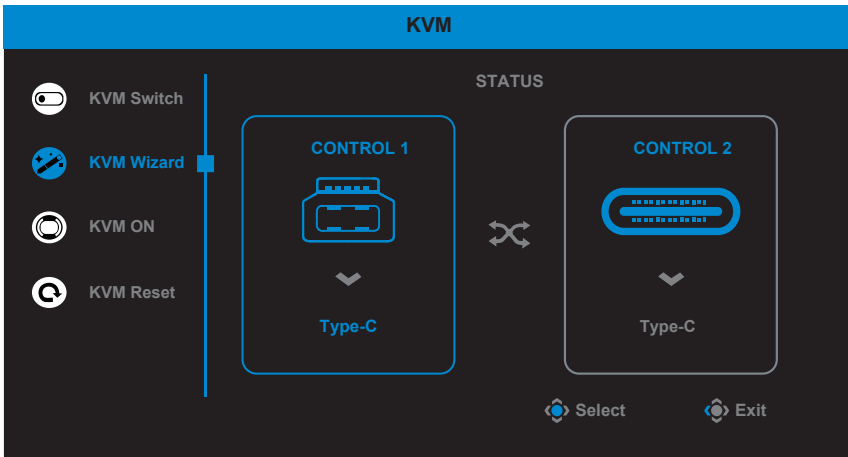 KVM
STATUS
KVM Switch
KVM Wizard
KVM ON
KVM Reset
CONTROL 1
Type-C
CONTROL 2
Type-C
Select
Exit